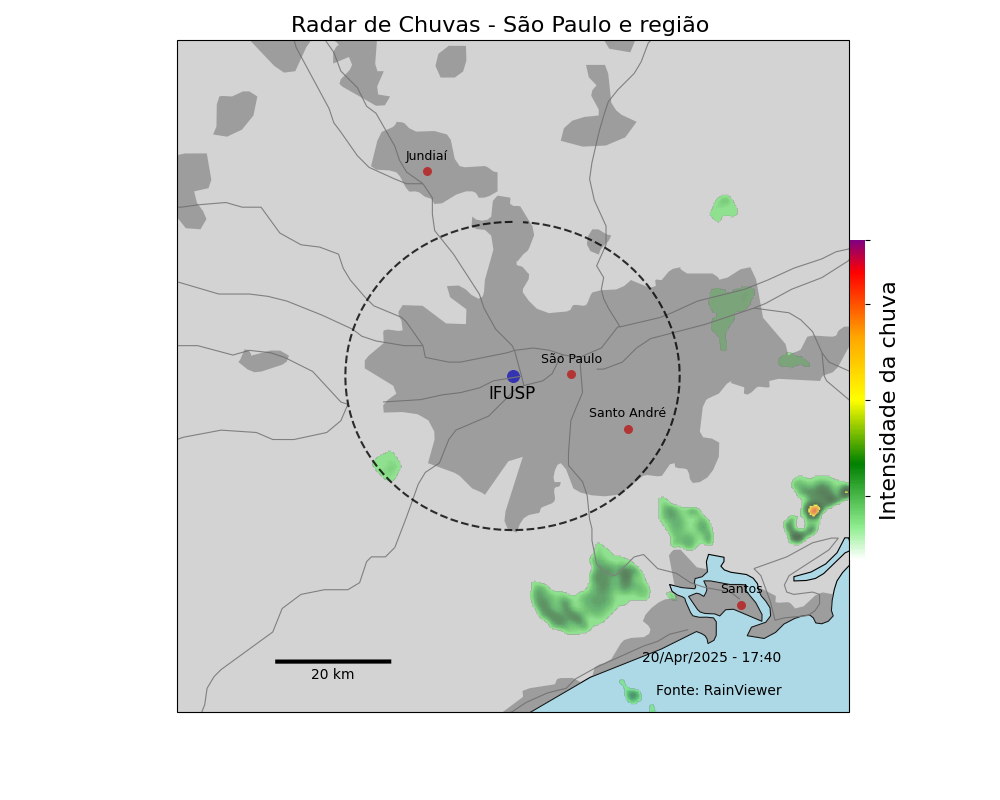 Radar de Chuvas - São Paulo e região
Jundiaí
São Paulo
IFUSP
Santo André
Intensidade da chuva
Santos
20/Apr/2025 - 17:40
20 km
Fonte: RainViewer